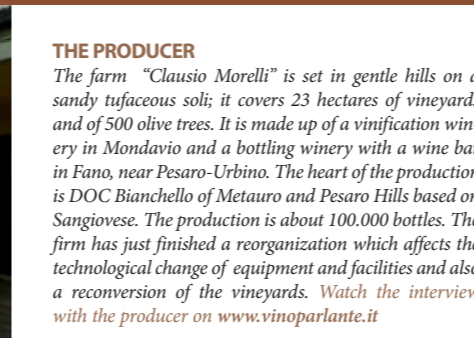 THE PRODUCER
The farm “Clausio Morelli” is set in gentle hills on a
sandy tufaceous soli; it covers 23 hectares of vineyard
and of 500 olive trees. It is made up of a vinification win-
ery in Mondavio and a bottling winery with a wine ba
in Fano, near Pesaro-Urbino. The heart of the production
is DOC Bianchello of Metauro and Pesaro Hills based on
Sangiovese. The production is about 100.000 bottles. The
firm has just finished a reorganization which affects the
technological change of equipment and facilities and also
a reconversion of the vineyards. Watch the interview
with the producer on www.vinoparlante.it